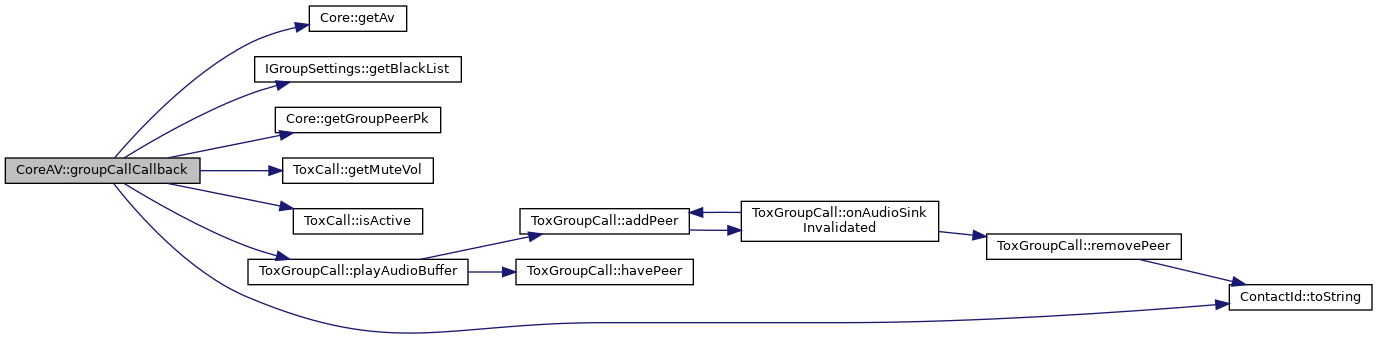 Core::getAv
IGroupSettings::getBlackList
Core::getGroupPeerPk
CoreAV::groupCallCallback
ToxCall::getMuteVol
ToxCall::isActive
ToxGroupCall::addPeer
ToxGroupCall::onAudioSink
Invalidated
ToxGroupCall::removePeer
ToxGroupCall::playAudioBuffer
ToxGroupCall::havePeer
ContactId::toString